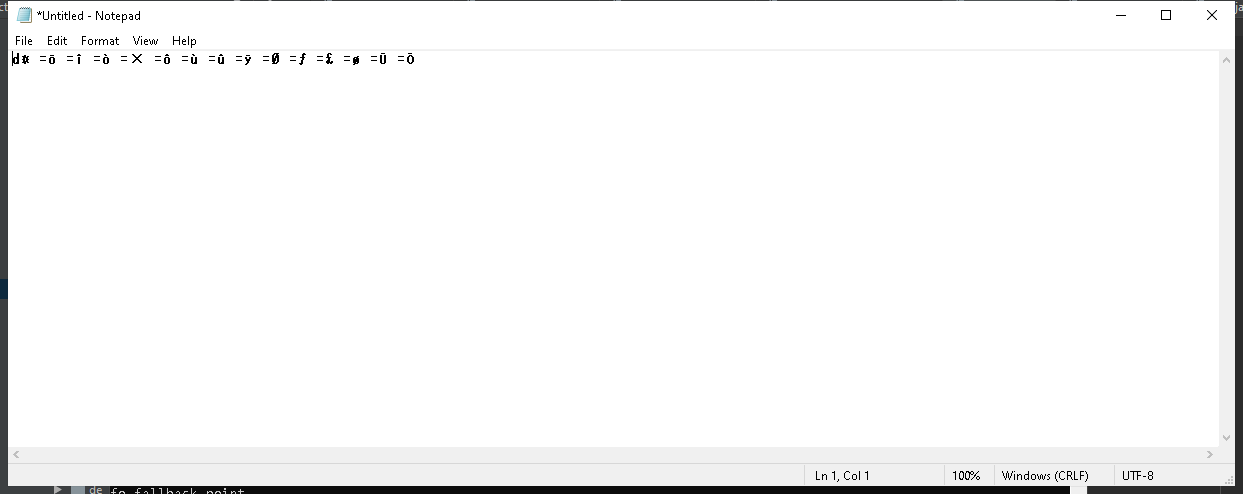 *Untitled - Notepad
File Edit Format View Help
=ô =ù =û =ÿ =Ø =ƒ =£ =ø =Ü =Ö
Ln 1, Col 1 100% Windows (CRLF) UTF-8
de fo fallback point